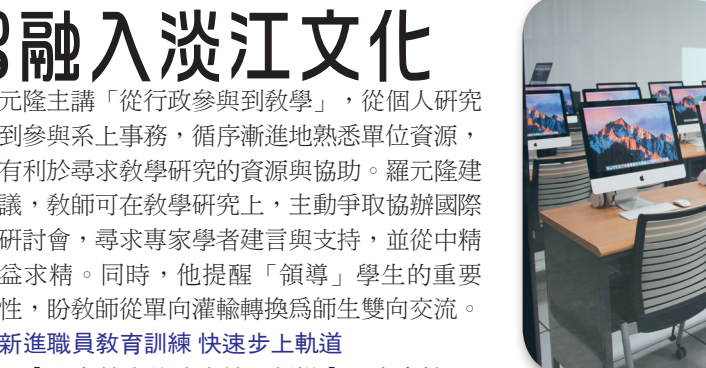 融入淡江文化
元隆主講「從行政參與到教學」，從個人研究
到參與系上事務，循序漸進地熟悉單位資源，
有利於尋求教學研究的資源與協助。羅元隆建
議，教師可在教學研究上，主動爭取協辦國際
研討會，尋求專家學者建言與支持，並從中精
益求精。同時，他提醒「領導」學生的重要
性，盼教師從單向灌輸轉換為師生雙向交流。
新進職員教育訓練 快速步上軌道